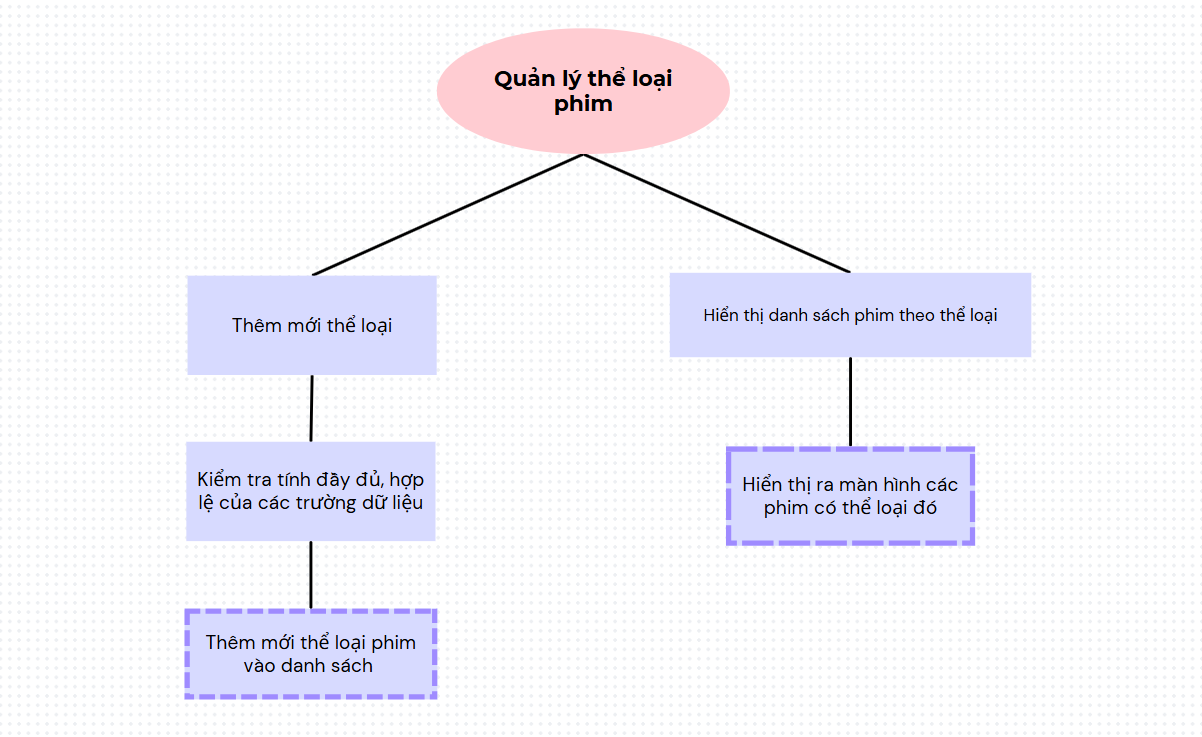 Quản lý thể loại
phim
Thêm mới thể loại
Hiển thị danh sách phim theo thể loại
Kiểm tra tính đầy đủ, hợp
lệ của các trường dữ liệu
Hiển thị ra màn hình các
phim có thể loại đó
Thêm mới thể loại phim
vào danh sách